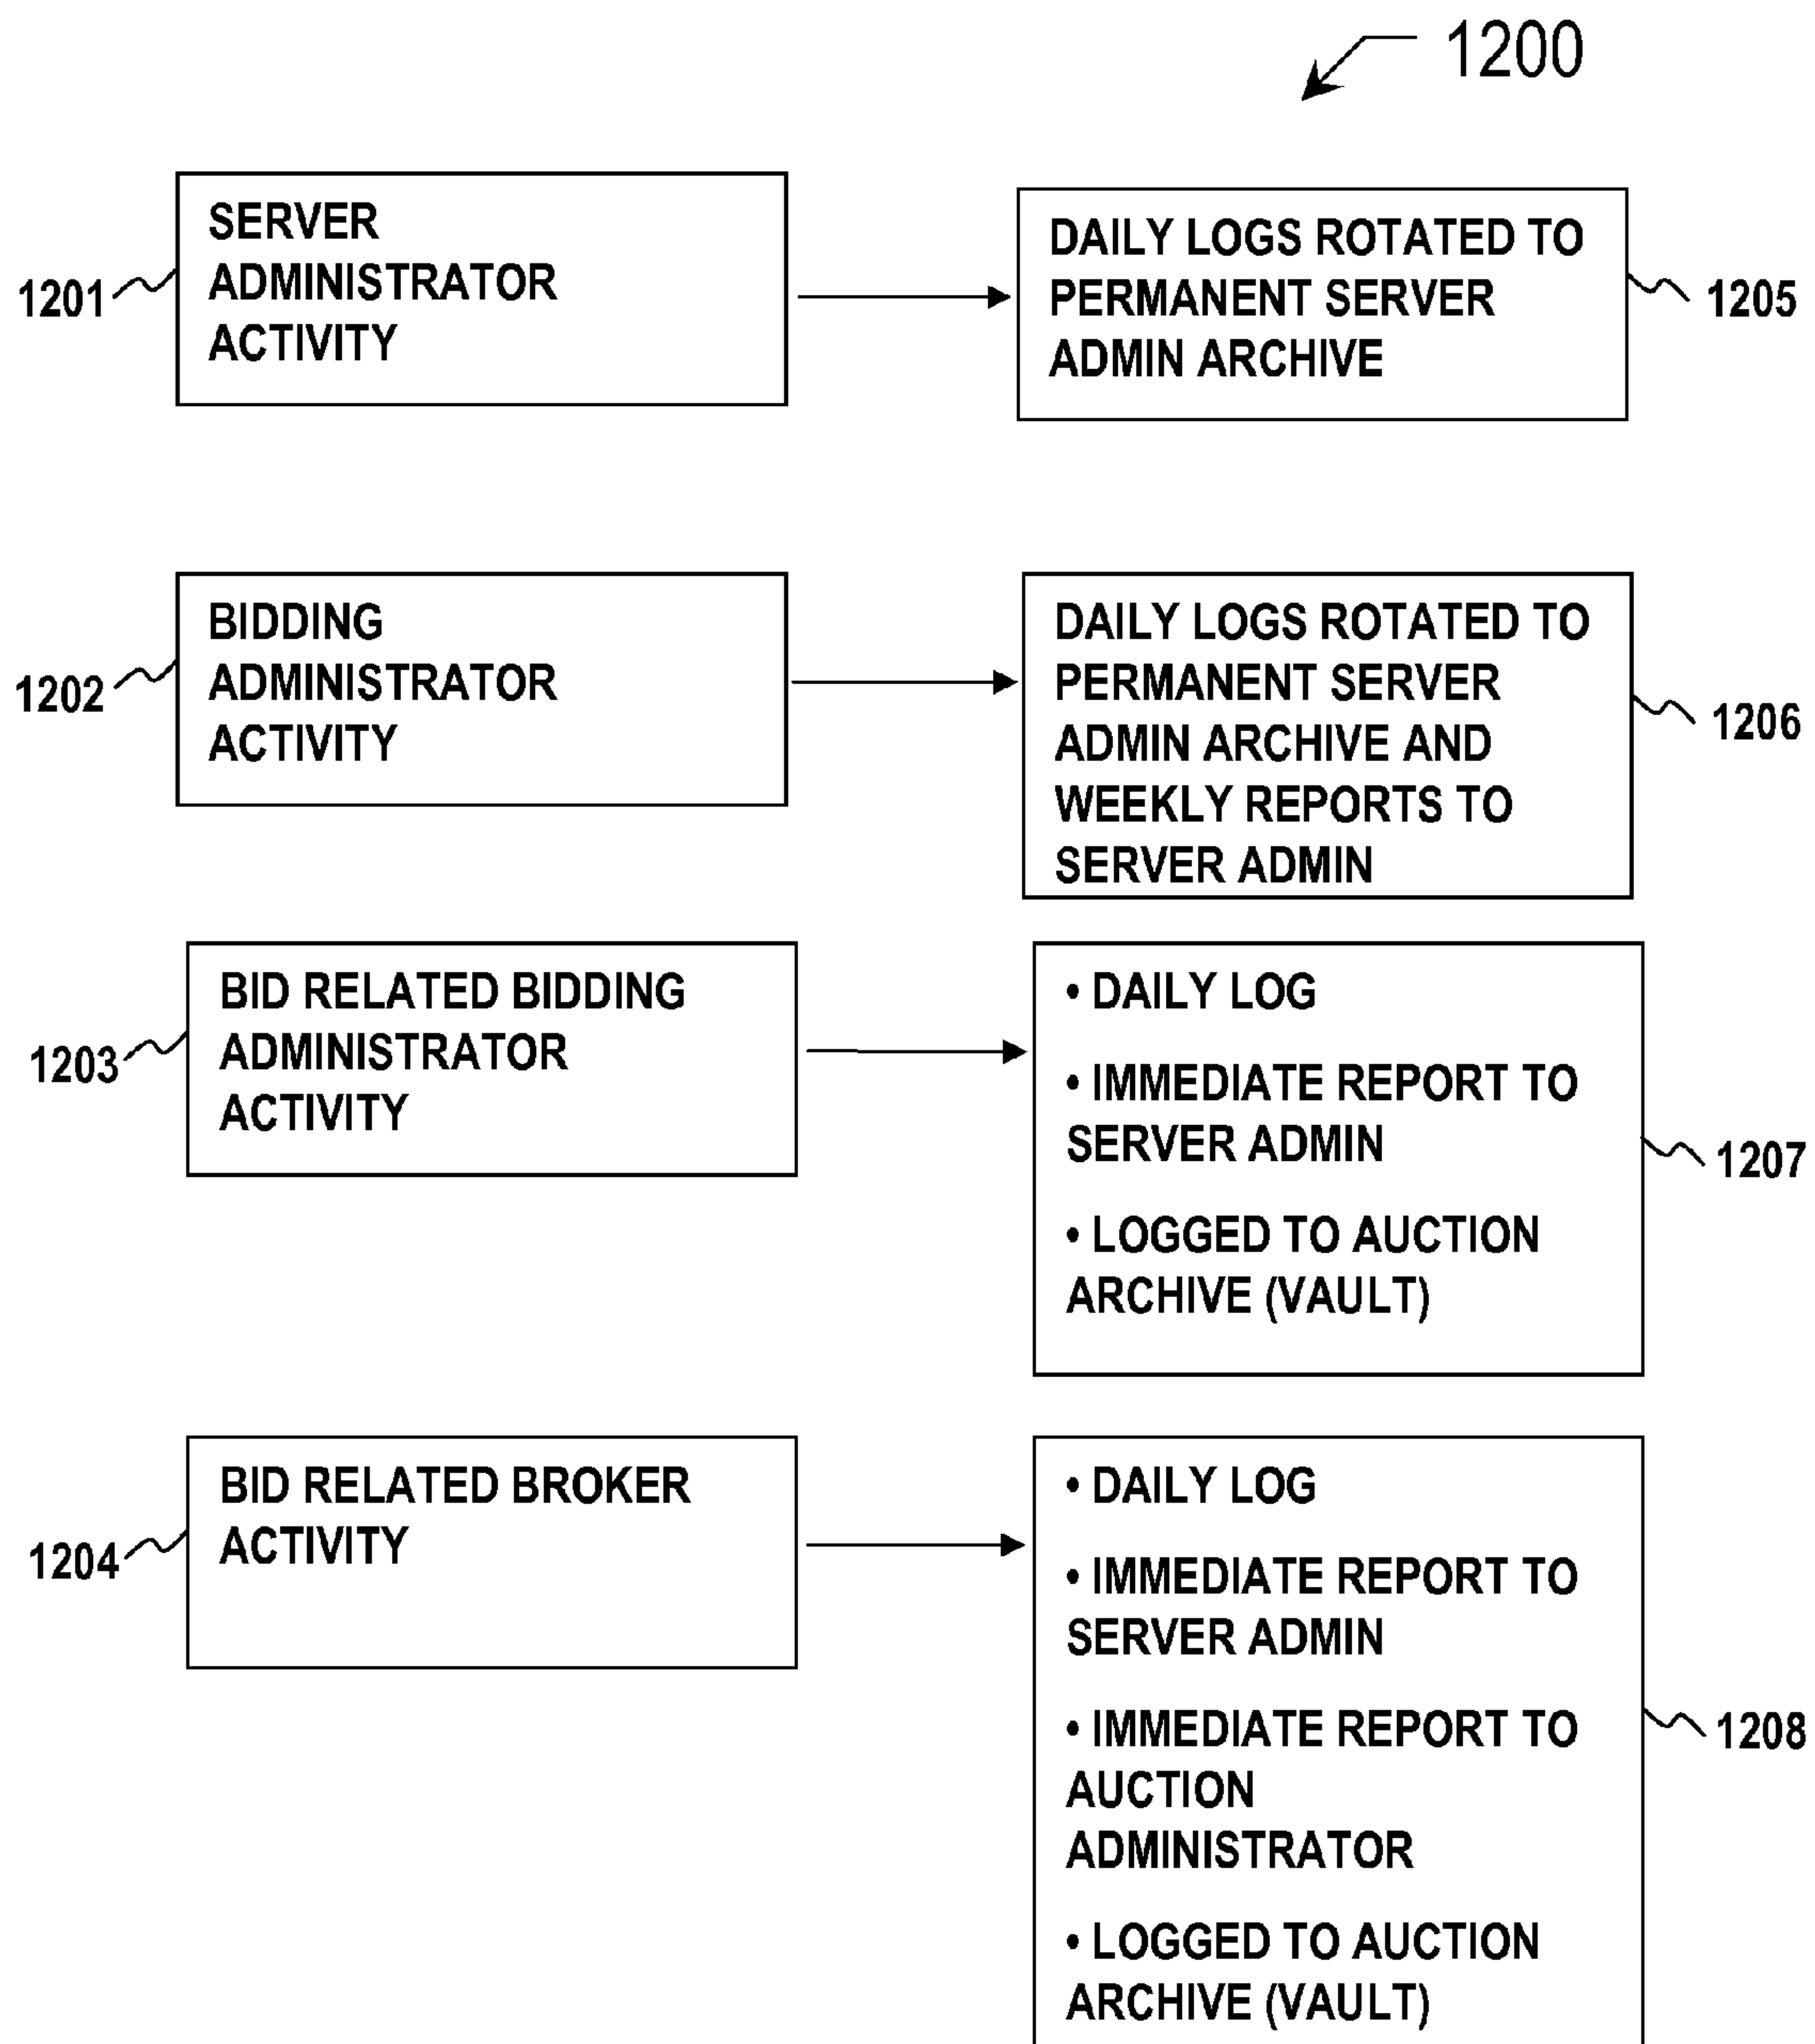 1200
SERVER
ADMINISTRATOR
ACTIVITY
1201
DAILY LOGS ROTATED TO
PERMANENT SERVER
ADMIN ARCHIVE
1205
BIDDING
ADMINISTRATOR
ACTIVITY
1202
DAILY LOGS ROTATED TO
PERMANENT SERVER
ADMIN ARCHIVE AND
WEEKLY REPORTS TO
SERVER ADMIN
1206
BID RELATED BIDDING
ADMINISTRATOR
ACTIVITY
1203
• DAILY LOG
• IMMEDIATE REPORT TO
SERVER ADMIN
• LOGGED TO AUCTION
ARCHIVE (VAULT)
1207
BID RELATED BROKER
ACTIVITY
1204
• DAILY LOG
• IMMEDIATE REPORT TO
SERVER ADMIN
• IMMEDIATE REPORT TO
AUCTION
ADMINISTRATOR
• LOGGED TO AUCTION
ARCHIVE (VAULT)
1208